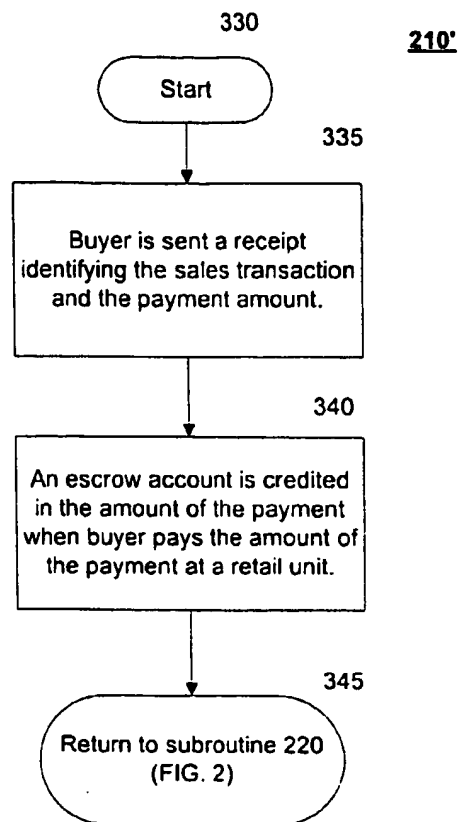 330
210'
Start
335
Buyer is sent a receipt
identifying the sales transaction
and the payment amount.
340
An escrow account is credited
in the amount of the payment
when buyer pays the amount of
the payment at a retail unit.
345
Return to subroutine 220
(FIG. 2)